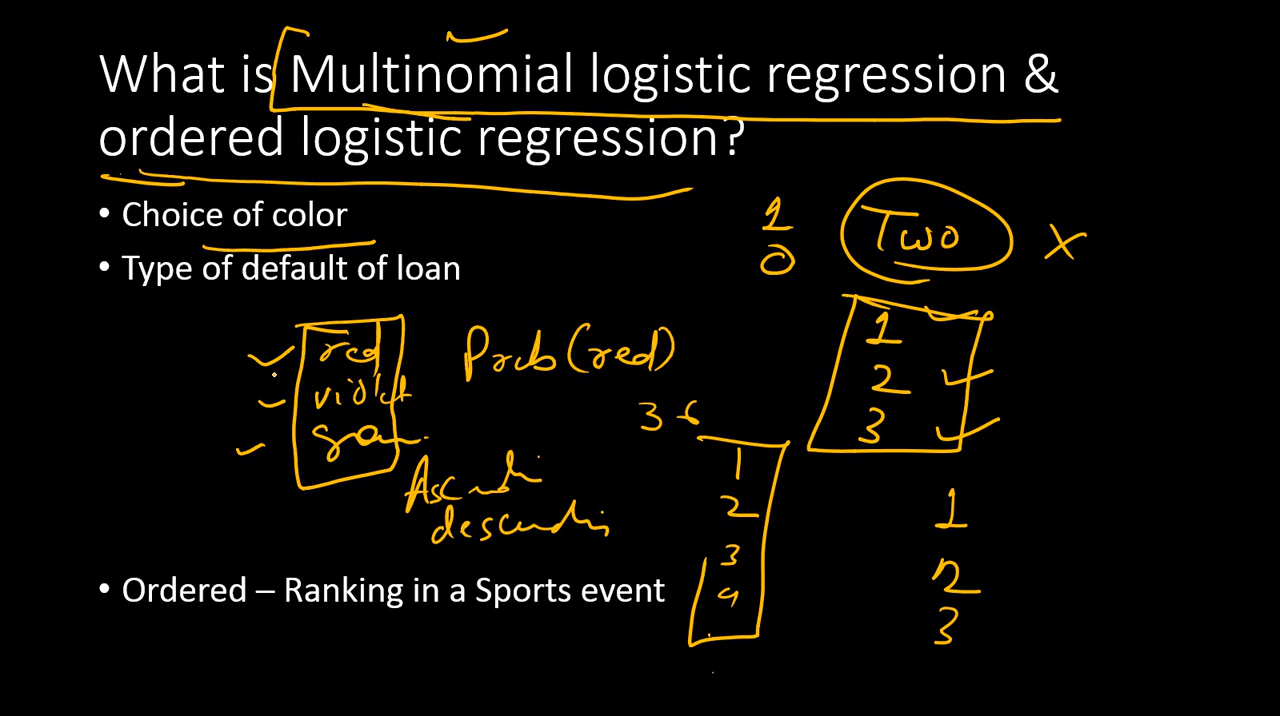 What is Multinomial logistic regression &
ordered logistic regression?
• Choice of color
• Type of default of loan
1
0
Two
X
red
violet
Prob(red)
1
2
3
3
1
2
3
4
1
2
3
• Ordered – Ranking in a Sports event